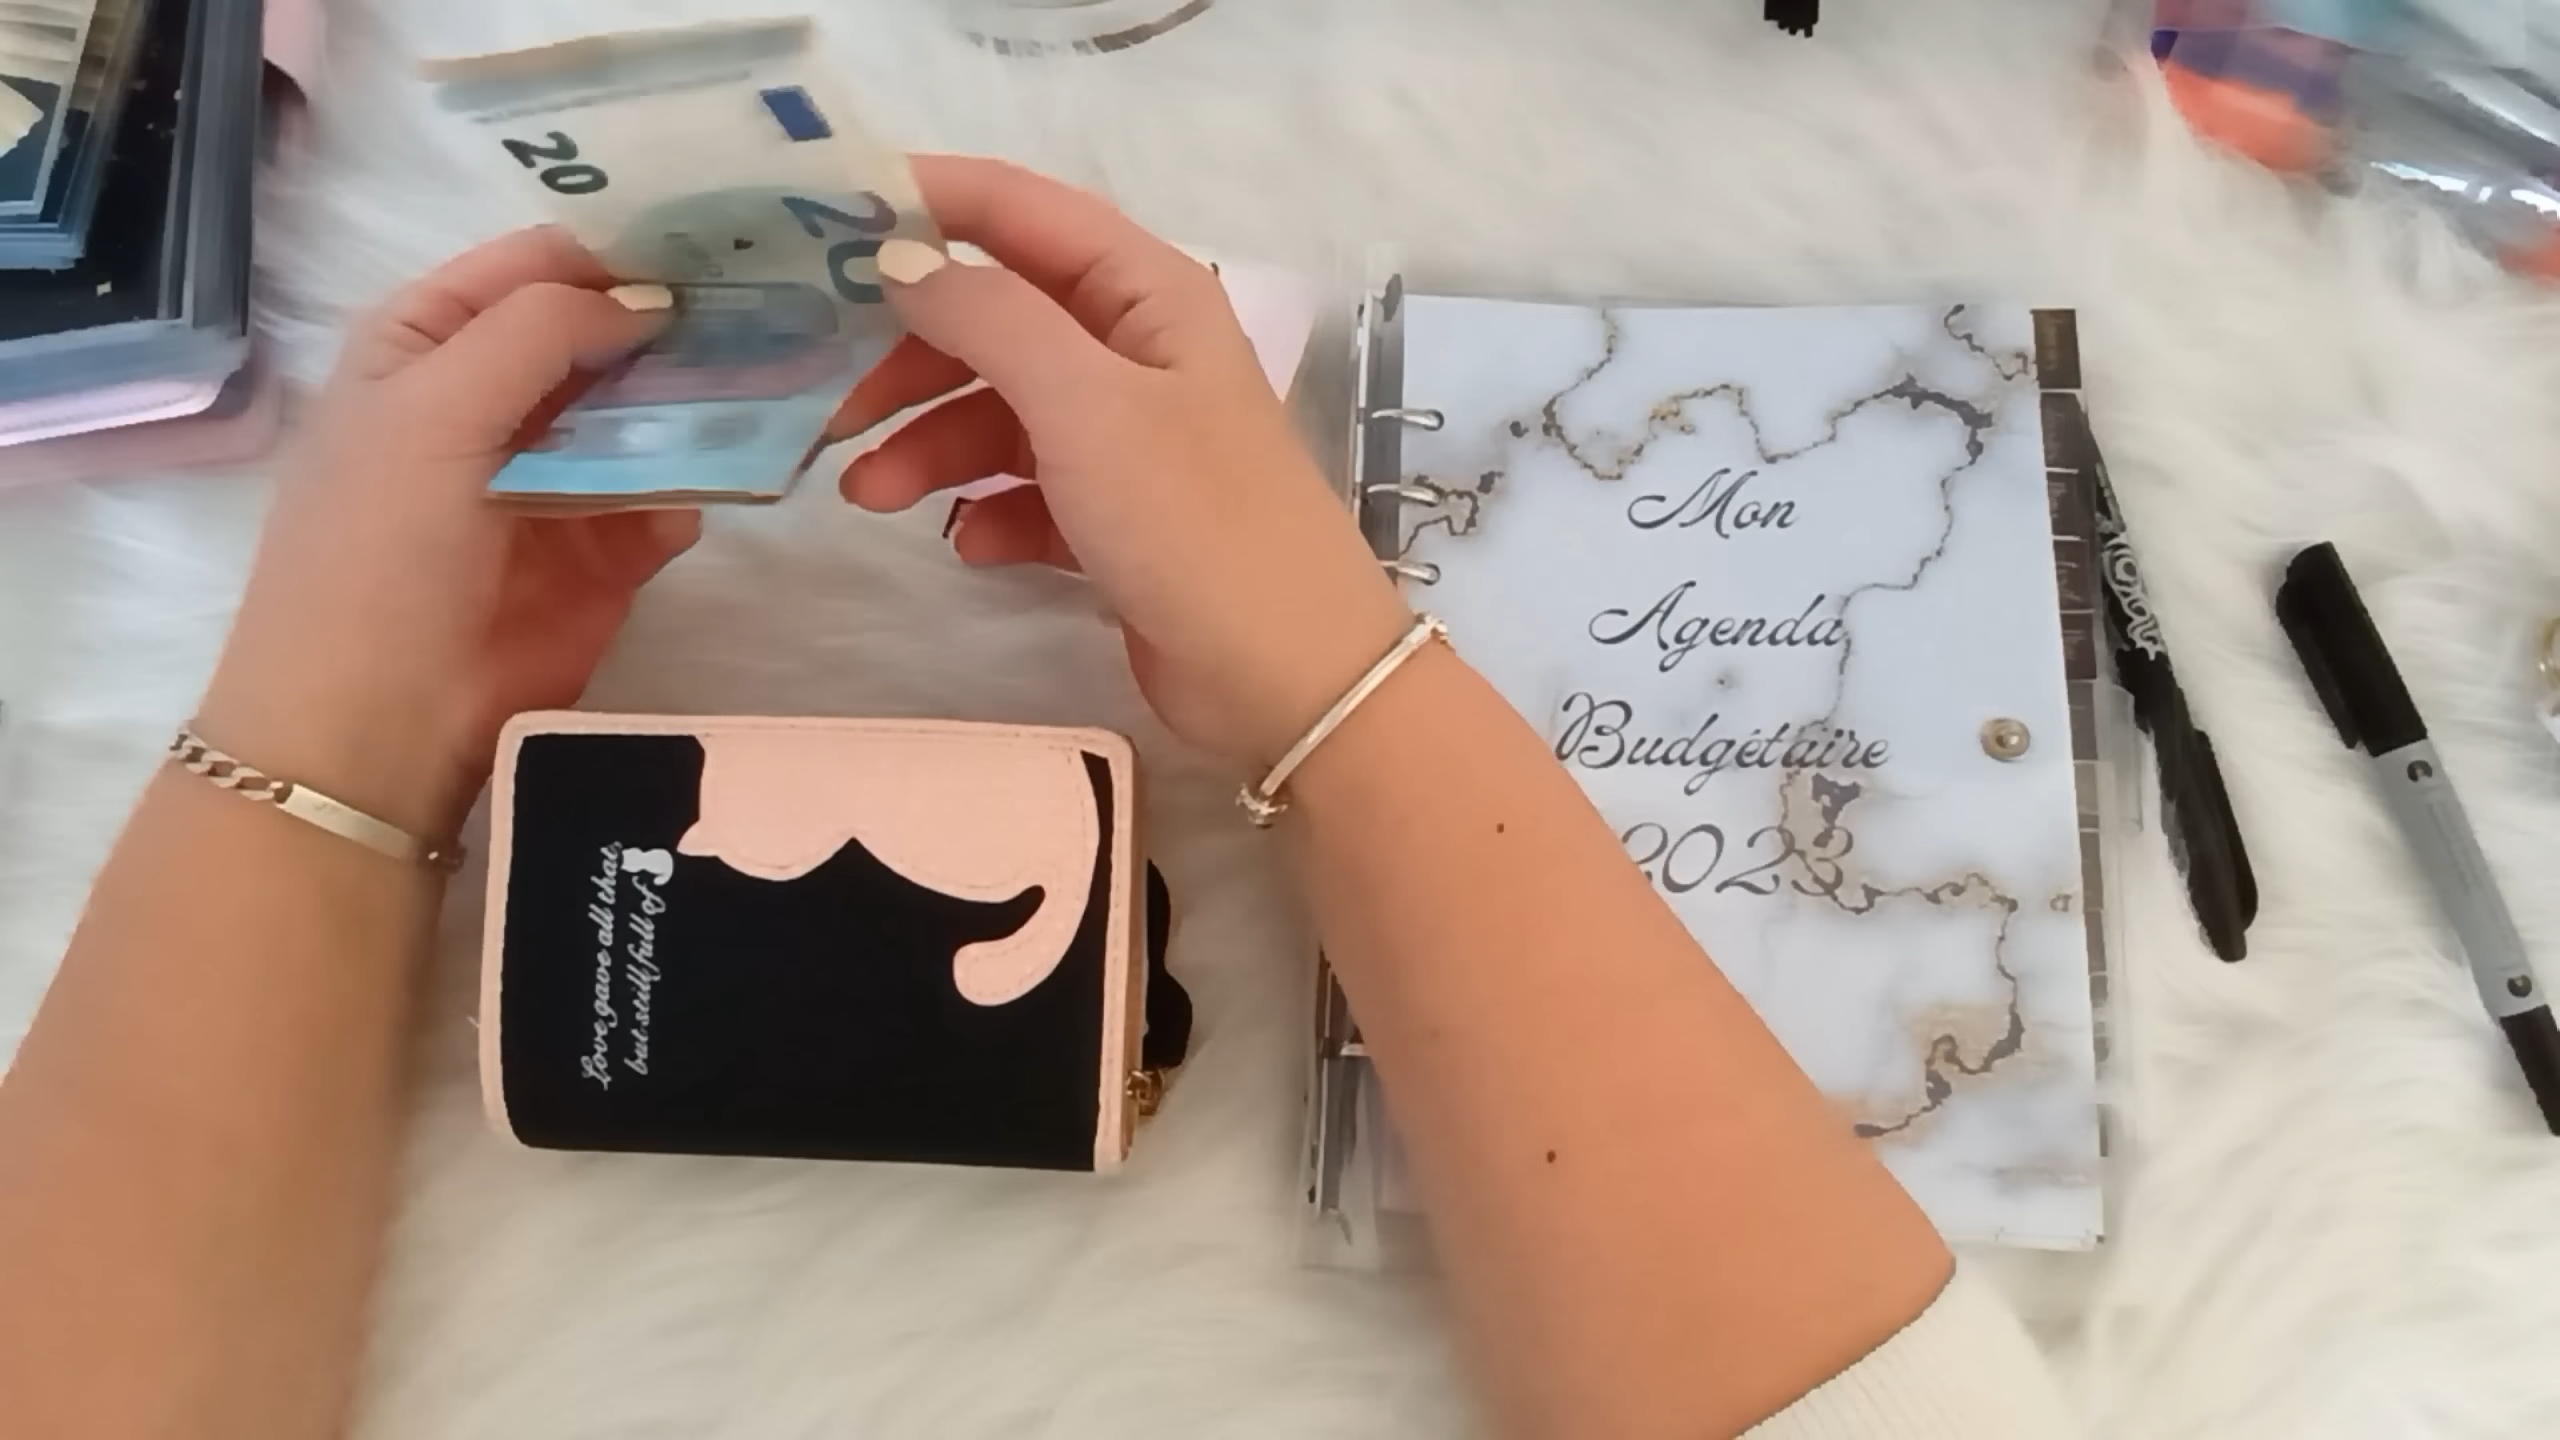 20
20
Mon
Agenda
Budgétaire
2023
Love gave all that,
but still full of